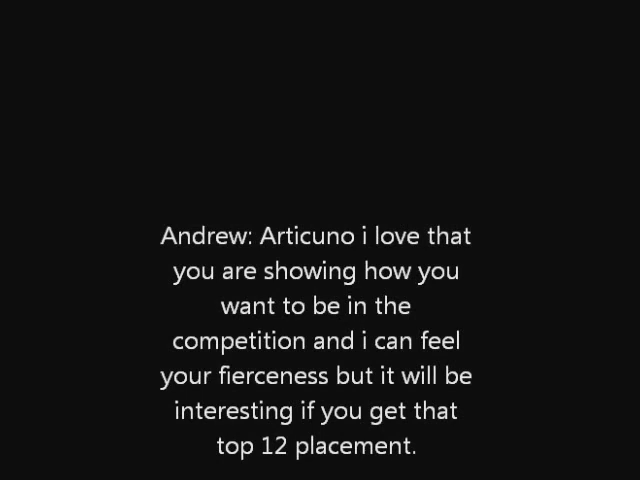 Andrew: Articuno i love that
you are showing how you
want to be in the
competition and i can feel
your fierceness but it will be
interesting if you get that
top 12 placement.